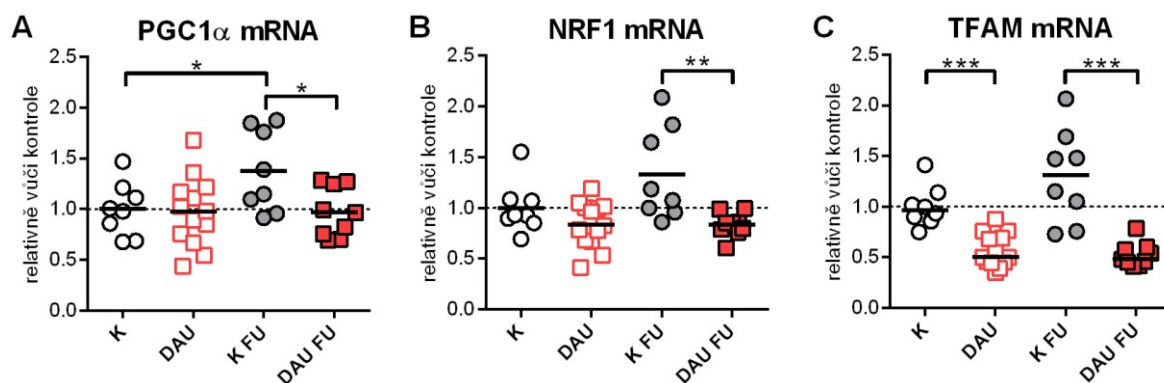 A
PGC1α mRNA
relativně vůči kontrole
2.5
2.0
1.5
1.0
0.5
0.0
*
*
K
DAU
K FU
DAU FU
B
NRF1 mRNA
relativně vůči kontrole
2.5
2.0
1.5
1.0
0.5
0.0
**
K
DAU
K FU
DAU FU
C
TFAM mRNA
relativně vůči kontrole
2.5
2.0
1.5
1.0
0.5
0.0
***
***
K
DAU
K FU
DAU FU